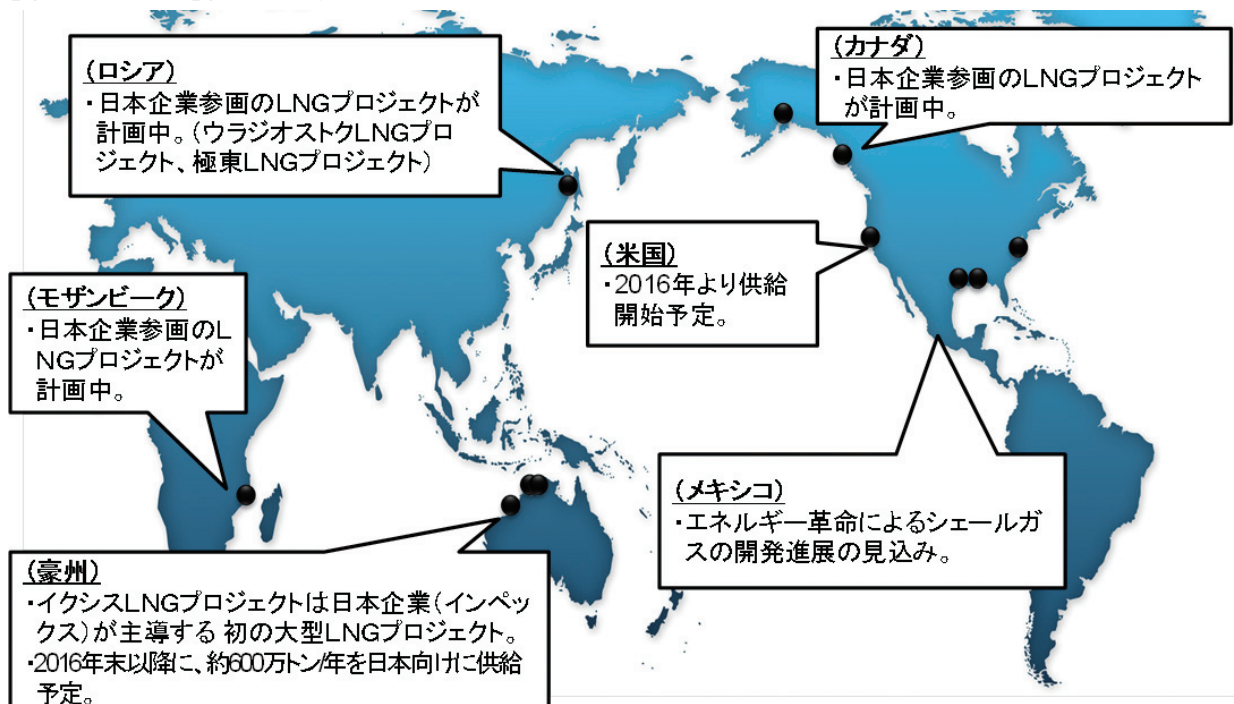 (ロシア)
・日本企業参画のLNGプロジェクトが
計画中。(ウラジオストクLNGプロ
ジェクト、極東LNGプロジェクト)
(カナダ)
・日本企業参画のLNGプロジェクト
が計画中。
(米国)
・2016年より供給
開始予定。
(モザンビーク)
・日本企業参画のL
NGプロジェクトが
計画中。
(メキシコ)
・エネルギー革命によるシェールガ
スの開発進展の見込み。
(豪州)
・イクシスLNGプロジェクトは日本企業(インペッ
クス)が主導する 初の大型LNGプロジェクト。
・2016年末以降に、約600万トン/年を日本向けに供給
予定。